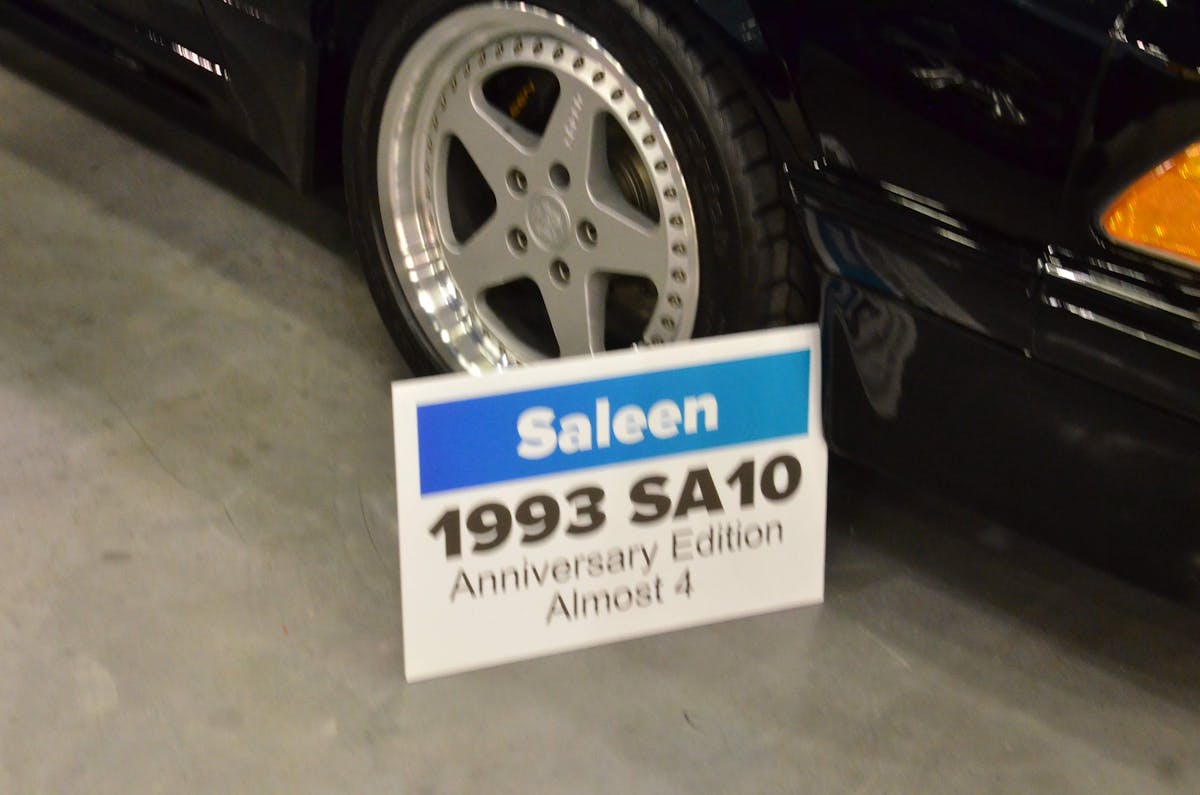 Saleen
1993 SA10
Anniversary Edition
Almost 4